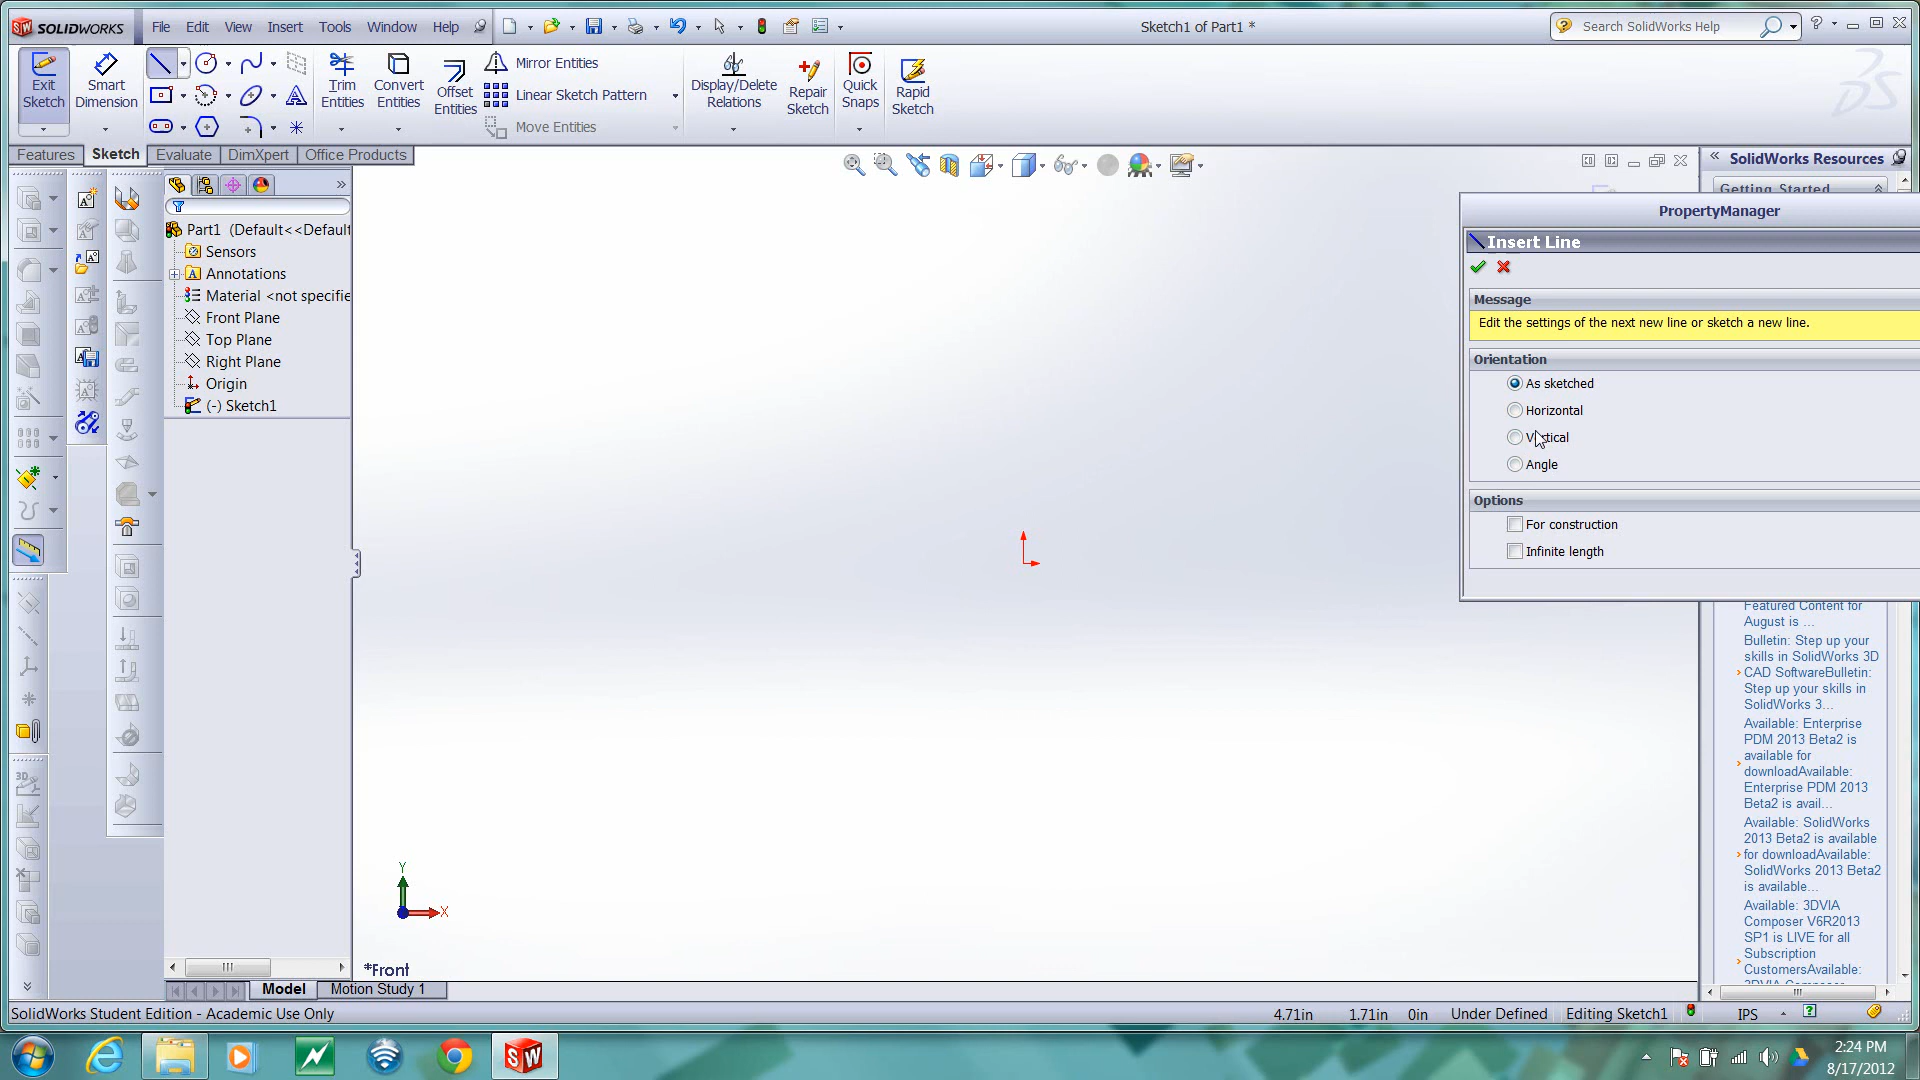 SOLIDWORKS File Edit View Insert Tools Window Help Sketch1 of Part1 * Search SolidWorks Help
Exit Sketch
Smart Dimension
Trim Entities
Convert Entities
Offset Entities
Mirror Entities
Linear Sketch Pattern
Move Entities
Display/Delete Relations
Repair Sketch
Quick Snaps
Rapid Sketch
Features Sketch Evaluate DimXpert Office Products
SolidWorks Resources
Getting Started
Part1 (Default<<Default
Sensors
Annotations
Material <not specifie
Front Plane
Top Plane
Right Plane
Origin
(-) Sketch1
PropertyManager
Insert Line
Message
Edit the settings of the next new line or sketch a new line.
Orientation
As sketched
Horizontal
Vertical
Angle
Options
For construction
Infinite length
Featured Content for
August is ...
Bulletin: Step up your
skills in SolidWorks 3D
CAD SoftwareBulletin:
Step up your skills in
SolidWorks 3...
Available: Enterprise
PDM 2013 Beta2 is
available for
downloadAvailable:
Enterprise PDM 2013
Beta2 is avail...
Available: SolidWorks
2013 Beta2 is available
for downloadAvailable:
SolidWorks 2013 Beta2
is available...
Available: 3DVIA
Composer V6R2013
SP1 is LIVE for all
Subscription
CustomersAvailable:
Y
X
*Front
Model Motion Study 1
SolidWorks Student Edition - Academic Use Only 4.71in 1.71in 0in Under Defined Editing Sketch1 IPS
2:24 PM
8/17/2012